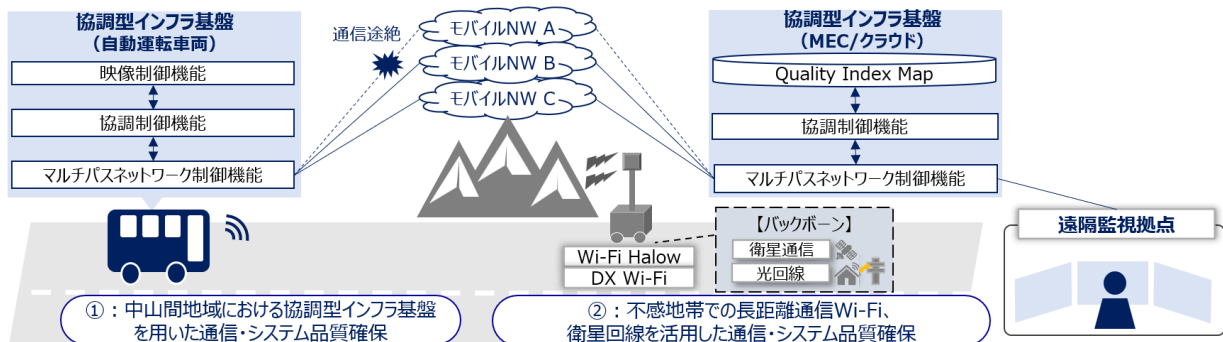 協調型インフラ基盤
(自動運転車両)
映像制御機能
協調制御機能
マルチパスネットワーク制御機能
通信途絶
モバイルNW A
モバイルNW B
モバイルNW C
協調型インフラ基盤
(MEC/クラウド)
Quality Index Map
協調制御機能
マルチパスネットワーク制御機能
Wi-Fi Halow
DX Wi-Fi
【バックボーン】
衛星通信
光回線
遠隔監視拠点
①：中山間地域における協調型インフラ基盤
を用いた通信・システム品質確保
②：不感地帯での長距離通信Wi-Fi、
衛星回線を活用した通信・システム品質確保